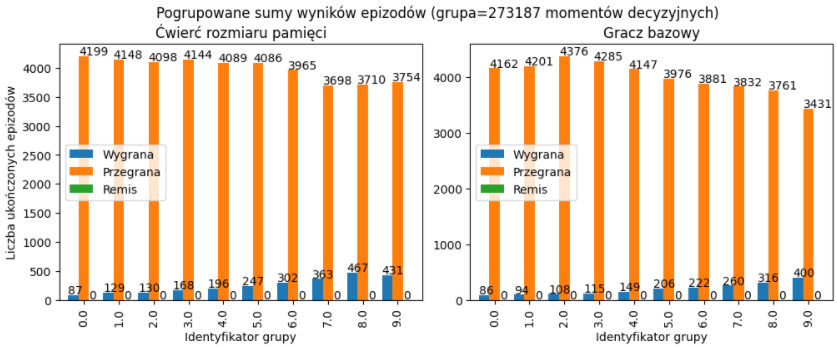 Pogrupowane sumy wyników epizodów (grupa=273187 momentów decyzyjnych)
Ćwierć rozmiaru pamięci
Liczba ukończonych epizodów
4000
3500
3000
2500
2000
1500
1000
500
0
4199 4148 4098 4144 4089 4086 3965 3698 3710 3754
Wygrana
Przegrana
Remis
87 0 129 0 130 0 168 0 196 0 247 0 302 0 363 0 467 0 431 0
0.0 1.0 2.0 3.0 4.0 5.0 6.0 7.0 8.0 9.0
Identyfikator grupy
Gracz bazowy
4000
3000
2000
1000
0
4162 4201 4376 4285 4147 3976 3881 3832 3761 3431
Wygrana
Przegrana
Remis
86 0 94 0 108 0 115 0 149 0 206 0 222 0 260 0 316 0 400 0
0.0 1.0 2.0 3.0 4.0 5.0 6.0 7.0 8.0 9.0
Identyfikator grupy